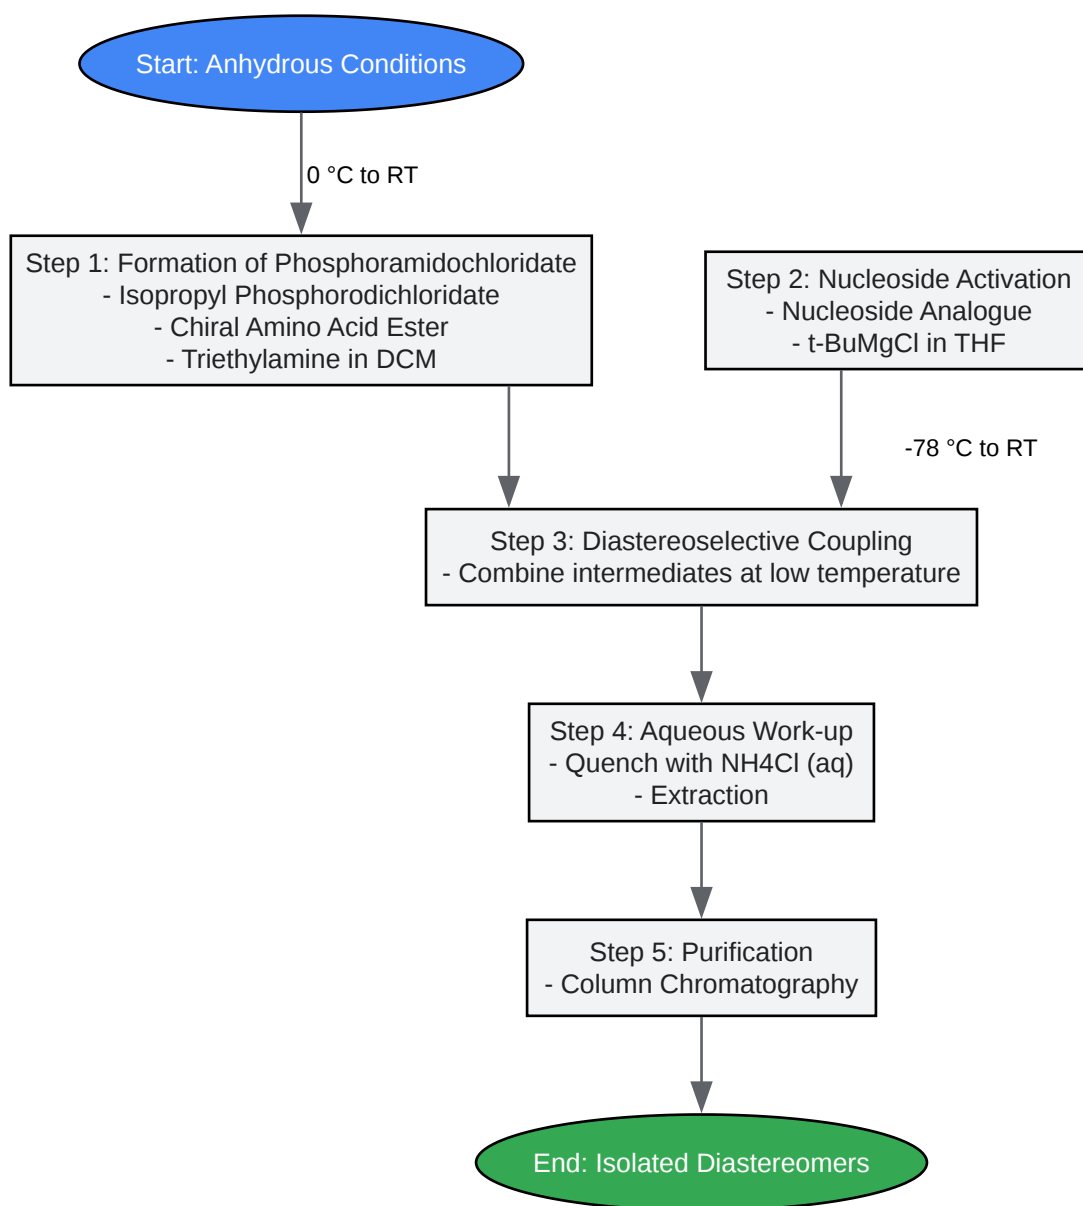 Start: Anhydrous Conditions
0 °C to RT
Step 1: Formation of Phosphoramidochloridate
- Isopropyl Phosphorodichloridate
- Chiral Amino Acid Ester
- Triethylamine in DCM
Step 2: Nucleoside Activation
- Nucleoside Analogue
- t-BuMgCl in THF
-78 °C to RT
Step 3: Diastereoselective Coupling
- Combine intermediates at low temperature
Step 4: Aqueous Work-up
- Quench with NH4Cl (aq)
- Extraction
Step 5: Purification
- Column Chromatography
End: Isolated Diastereomers